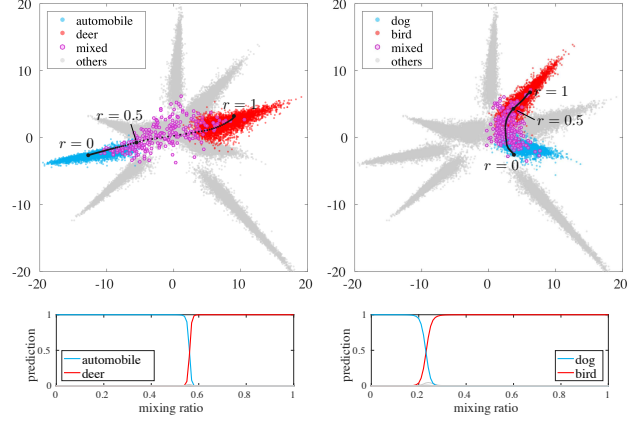 automobile
deer
mixed
others
r = 0.5
r = 1
r = 0
20
10
0
-10
-20
-20 -10 0 10 20
dog
bird
mixed
others
r = 1
r = 0.5
r = 0
20
10
0
-10
-20
-20 -10 0 10 20
prediction
1
0.5
0
automobile
deer
0 0.2 0.4 0.6 0.8 1
mixing ratio
prediction
1
0.5
0
dog
bird
0 0.2 0.4 0.6 0.8 1
mixing ratio